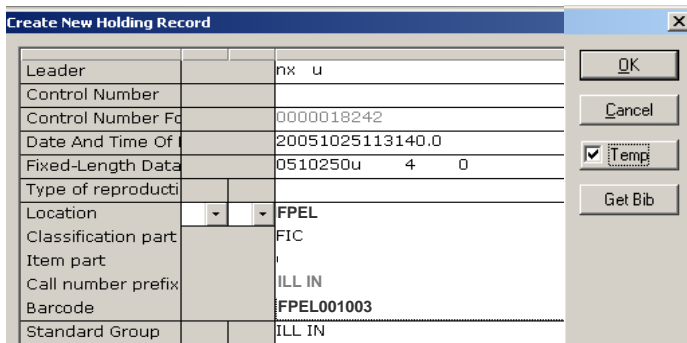 Create New Holding Record
Leader nx u
Control Number
Control Number Fo 0000018242
Date And Time Of 20051025113140.0
Fixed-Length Data 0510250u 4 0
Type of reproducti
Location FPEL
Classification part FIC
Item part
Call number prefix ILL IN
Barcode FPEL001003
Standard Group ILL IN
OK
Cancel
Temp
Get Bib